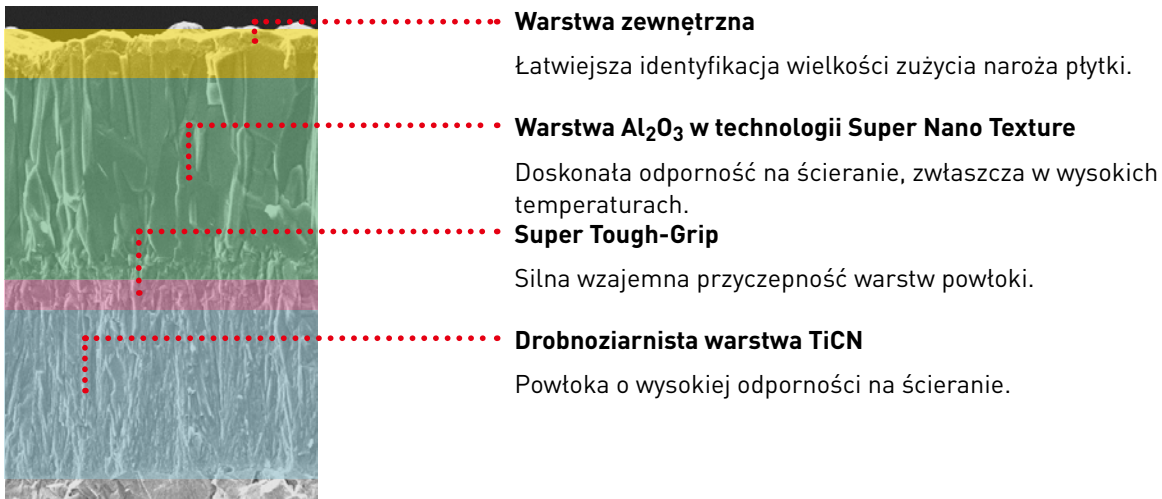 Warstwa zewnętrzna
Łatwiejsza identyfikacja wielkości zużycia naroża płytki.
Warstwa Al₂O₃ w technologii Super Nano Texture
Doskonała odporność na ścieranie, zwłaszcza w wysokich
temperaturach.
Super Tough-Grip
Silna wzajemna przyczepność warstw powłoki.
Drobnoziarnista warstwa TiCN
Powłoka o wysokiej odporności na ścieranie.